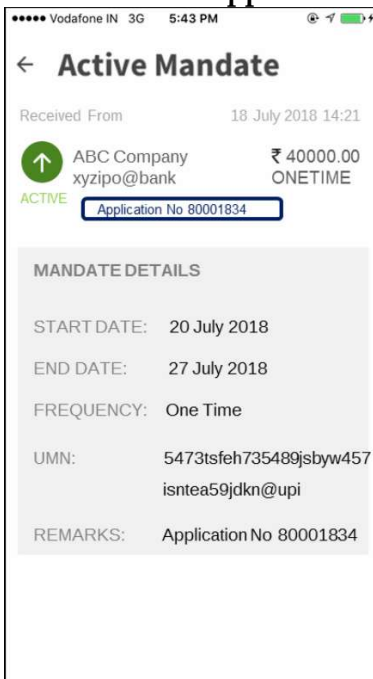 Vodafone IN 3G 5:43 PM
Active Mandate
Received From 18 July 2018 14:21
ABC Company ₹ 40000.00
xyzipo@bank ONETIME
ACTIVE
Application No 80001834
MANDATE DETAILS
START DATE: 20 July 2018
END DATE: 27 July 2018
FREQUENCY: One Time
UMN: 5473tsfeh735489jsbyw457
isntea59jdkn@upi
REMARKS: Application No 80001834